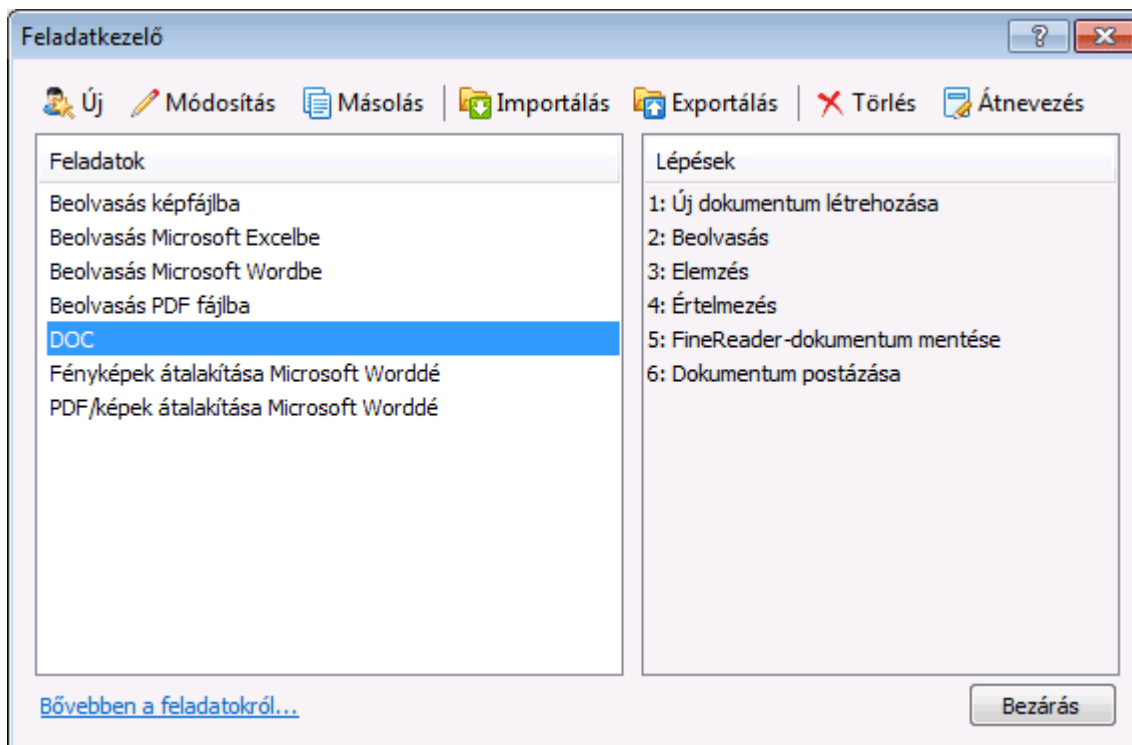 Feladatkezelő
Új Módosítás Másolás Importálás Exportálás Törlés Átnevezés
Feladatok
Beolvasás képfájlba
Beolvasás Microsoft Excelbe
Beolvasás Microsoft Wordbe
Beolvasás PDF fájlba
DOC
Fényképek átalakítása Microsoft Worddé
PDF/képek átalakítása Microsoft Worddé
Lépések
1: Új dokumentum létrehozása
2: Beolvasás
3: Elemzés
4: Értelmezés
5: FineReader-dokumentum mentése
6: Dokumentum postázása
Bővebben a feladatokról...
Bezárás